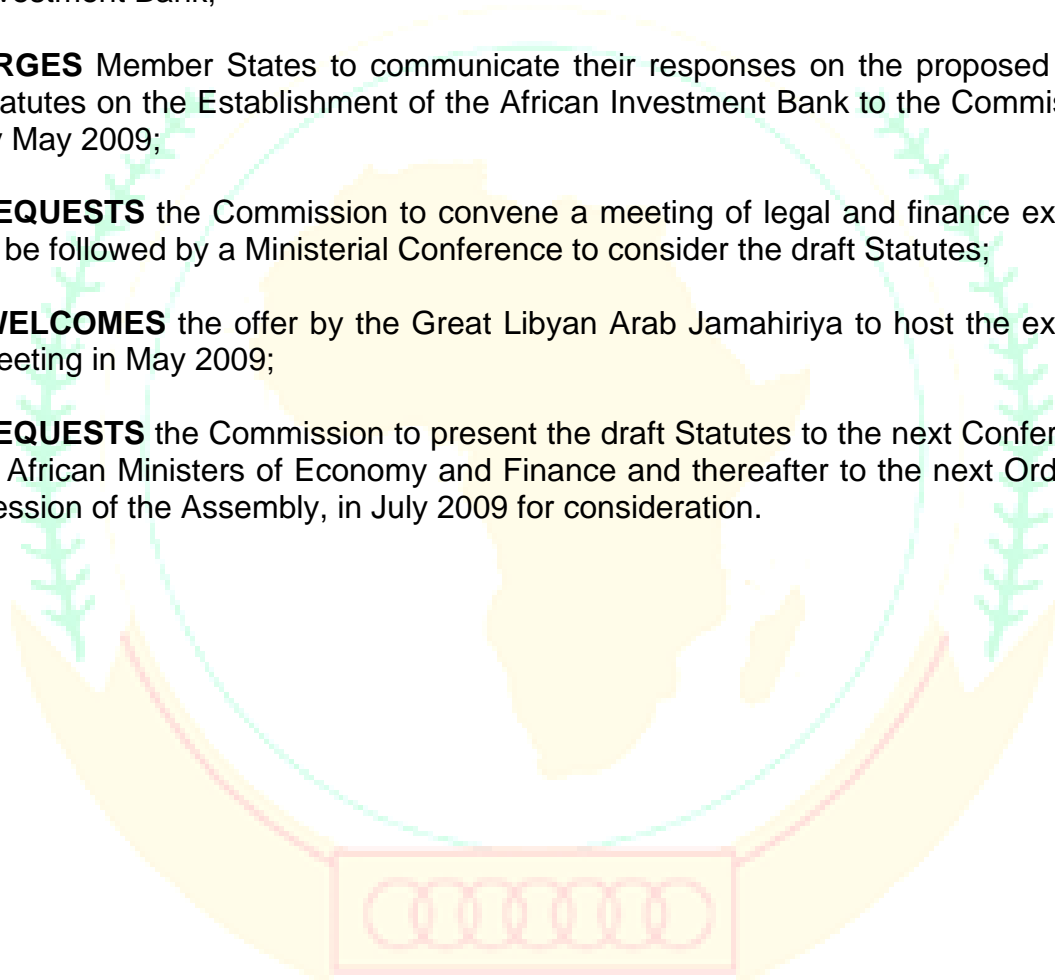 vestment Bank;
RGES Member States to communicate their responses on the proposed
atutes on the Establishment of the African Investment Bank to the Commis
y May 2009;
EQUESTS the Commission to convene a meeting of legal and finance ex
be followed by a Ministerial Conference to consider the draft Statutes;
WELCOMES the offer by the Great Libyan Arab Jamahiriya to host the ex
eeting in May 2009;
EQUESTS the Commission to present the draft Statutes to the next Confer
African Ministers of Economy and Finance and thereafter to the next Ord
ession of the Assembly, in July 2009 for consideration.